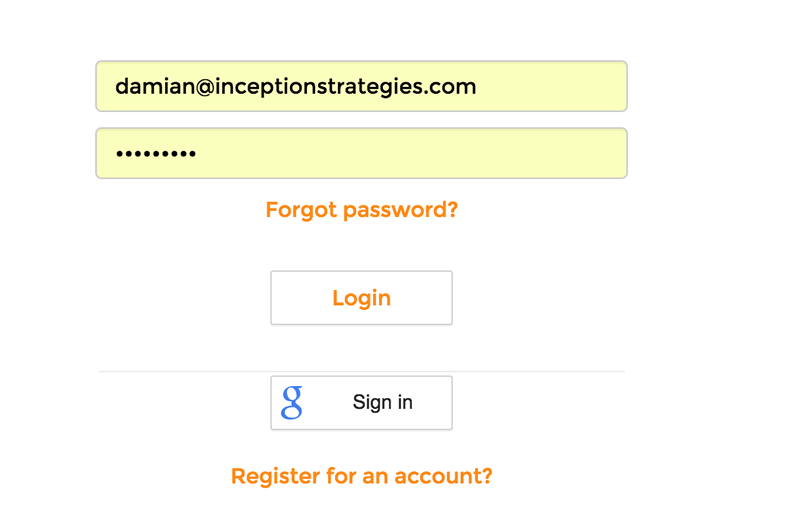 damian@inceptionstrategies.com
•••••••••
Forgot password?
Login
g Sign in
Register for an account?